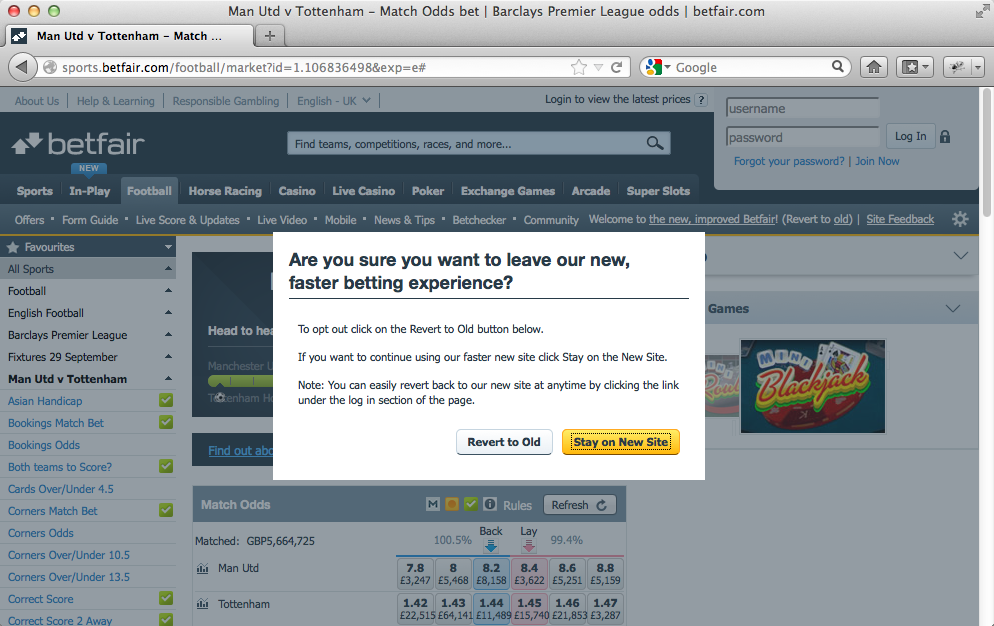 Man Utd v Tottenham – Match Odds bet | Barclays Premier League odds | betfair.com
Man Utd v Tottenham – Match ...
sports.betfair.com/football/market?id=1.106836498&exp=e#
Google
About Us | Help & Learning | Responsible Gambling | English - UK
Login to view the latest prices ?
username
password
Log In
Forgot your password? | Join Now
betfair
Find teams, competitions, races, and more...
NEW
Sports In-Play Football Horse Racing Casino Live Casino Poker Exchange Games Arcade Super Slots
Offers • Form Guide • Live Score & Updates • Live Video • Mobile • News & Tips • Betchecker • Community
Welcome to the new, improved Betfair! (Revert to old) | Site Feedback
Favourites
All Sports
Football
English Football
Barclays Premier League
Fixtures 29 September
Man Utd v Tottenham
Asian Handicap
Bookings Match Bet
Bookings Odds
Both teams to Score?
Cards Over/Under 4.5
Corners Match Bet
Corners Odds
Corners Over/Under 10.5
Corners Over/Under 13.5
Correct Score
Correct Score 2 Away
Head to hea
Manchester U
Tottenham Ho
Find out abo
Are you sure you want to leave our new,
faster betting experience?
To opt out click on the Revert to Old button below.
If you want to continue using our faster new site click Stay on the New Site.
Note: You can easily revert back to our new site at anytime by clicking the link
under the log in section of the page.
Revert to Old
Stay on New Site
Games
MINI
Roul
MINI
Blackjack
Match Odds
M
Rules
Refresh
Matched: GBP5,664,725
100.5%
Back
Lay
99.4%
Man Utd
7.8 8 8.2 8.4 8.6 8.8
£3,247 £5,468 £8,158 £3,622 £5,251 £5,159
Tottenham
1.42 1.43 1.44 1.45 1.46 1.47
£22,515 £64,141 £11,489 £15,740 £21,853 £3,287